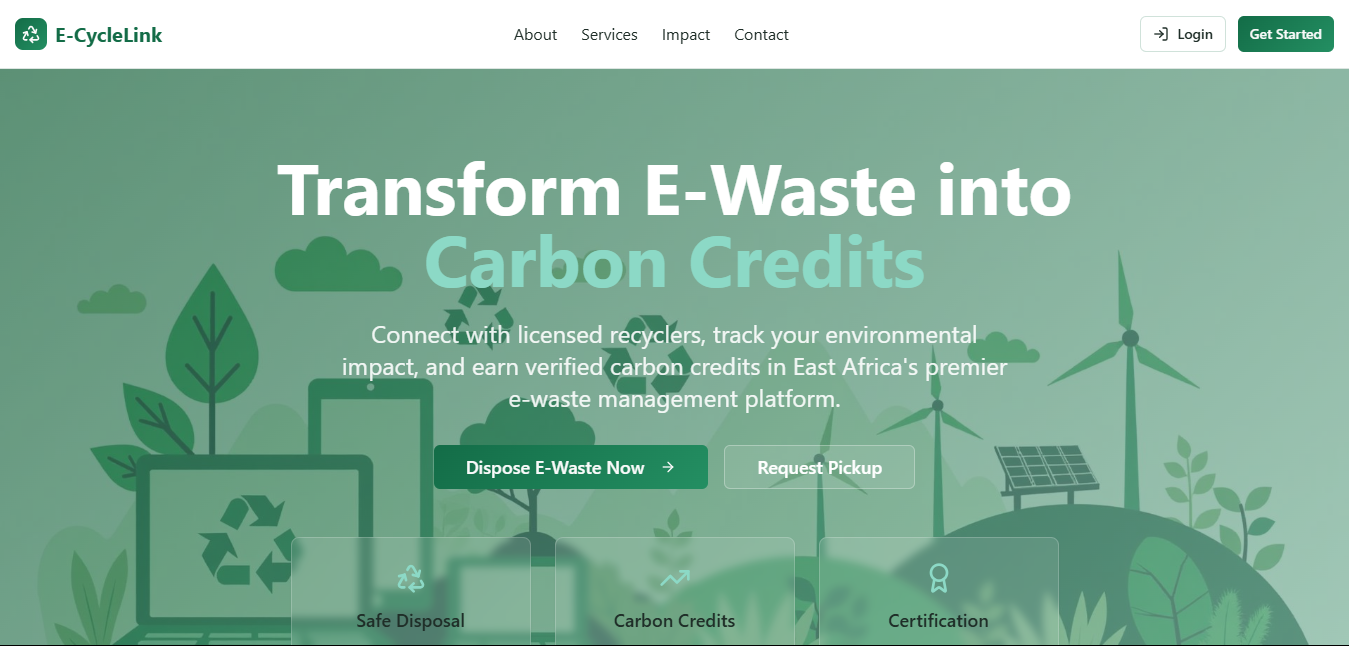 E-CycleLink
About
Services
Impact
Contact
Login
Get Started
Transform E-Waste into
Carbon Credits
Connect with licensed recyclers, track your environmental
impact, and earn verified carbon credits in East Africa's premier
e-waste management platform.
Dispose E-Waste Now
Request Pickup
Safe Disposal
Carbon Credits
Certification